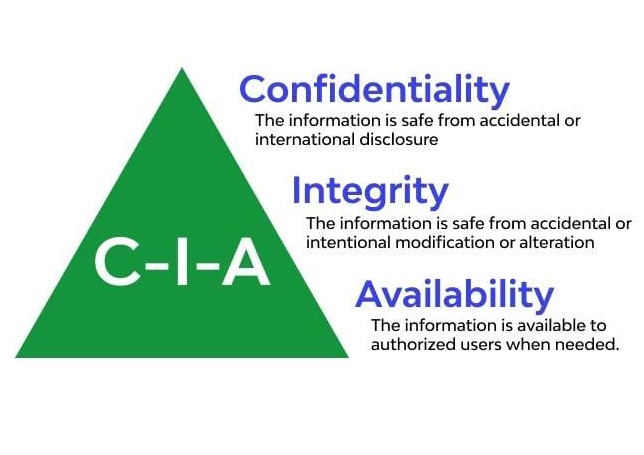 Confidentiality
The information is safe from accidental or
international disclosure
Integrity
The information is safe from accidental or
intentional modification or alteration
C-I-A
Availability
The information is available to
authorized users when needed.